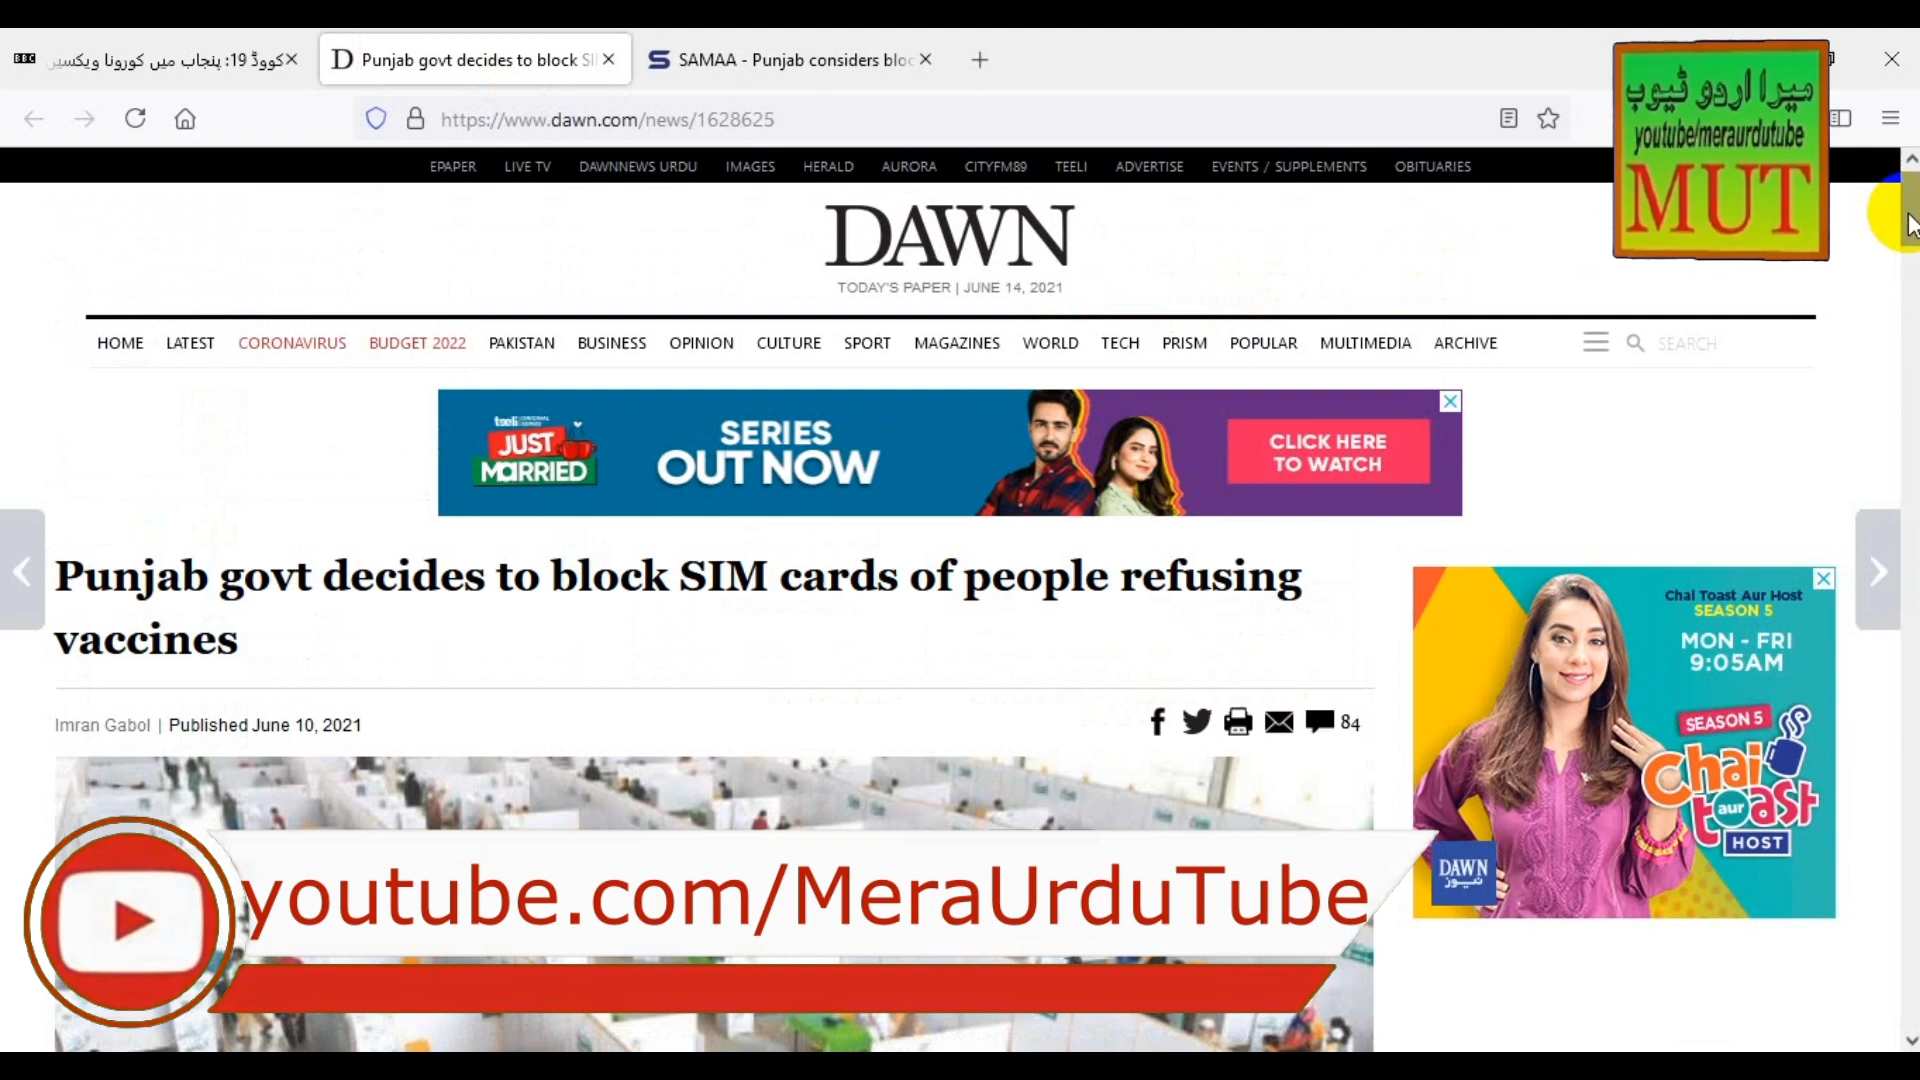 BBC کووڈ 19: پنجاب میں کورونا ویکسین
D Punjab govt decides to block SI
S SAMAA - Punjab considers bloc
https://www.dawn.com/news/1628625
میرا اردو ٹیوب
youtube/meraurdutube
MUT
EPAPER LIVE TV DAWNNEWS URDU IMAGES HERALD AURORA CITYFM89 TEELI ADVERTISE EVENTS / SUPPLEMENTS OBITUARIES
DAWN
TODAY'S PAPER | JUNE 14, 2021
HOME LATEST CORONAVIRUS BUDGET 2022 PAKISTAN BUSINESS OPINION CULTURE SPORT MAGAZINES WORLD TECH PRISM POPULAR MULTIMEDIA ARCHIVE SEARCH
teeli ORIGINAL SERIES
JUST
MARRIED
SERIES
OUT NOW
CLICK HERE
TO WATCH
Punjab govt decides to block SIM cards of people refusing
vaccines
Imran Gabol | Published June 10, 2021
84
Chai Toast Aur Host
SEASON 5
MON - FRI
9:05AM
SEASON 5
Chai
aur
toast
HOST
DAWN
نیوز
youtube.com/MeraUrduTube